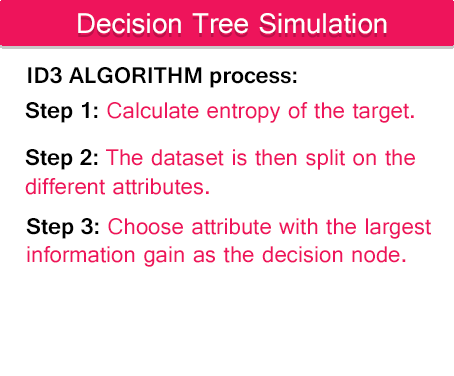 Decision Tree Simulation
ID3 ALGORITHM process:
Step 1: Calculate entropy of the target.
Step 2: The dataset is then split on the
different attributes.
Step 3: Choose attribute with the largest
information gain as the decision node.